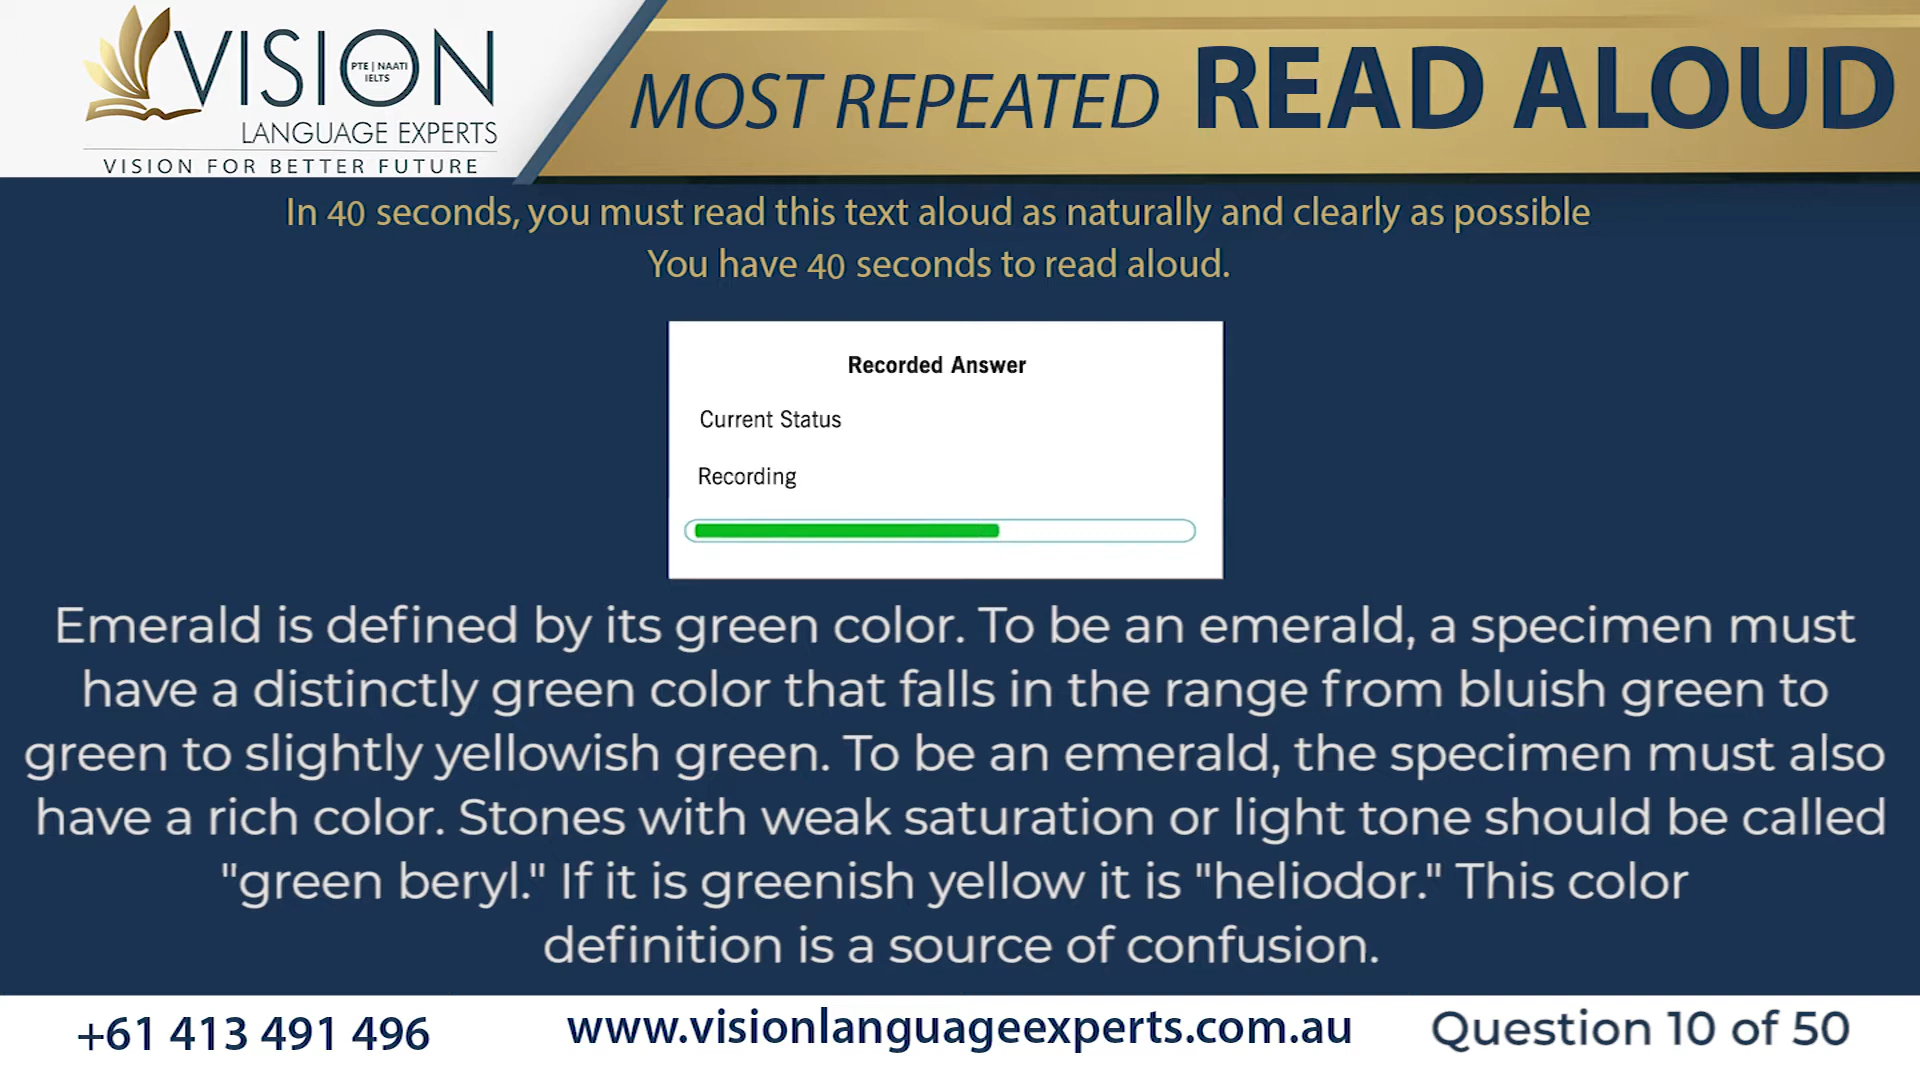 VISION
PTE | NAATI
IELTS
LANGUAGE EXPERTS
VISION FOR BETTER FUTURE
MOST REPEATED READ ALOUD
In 40 seconds, you must read this text aloud as naturally and clearly as possible
You have 40 seconds to read aloud.
Recorded Answer
Current Status
Recording
Emerald is defined by its green color. To be an emerald, a specimen must
have a distinctly green color that falls in the range from bluish green to
green to slightly yellowish green. To be an emerald, the specimen must also
have a rich color. Stones with weak saturation or light tone should be called
"green beryl." If it is greenish yellow it is "heliodor." This color
definition is a source of confusion.
+61 413 491 496
www.visionlanguageexperts.com.au
Question 10 of 50